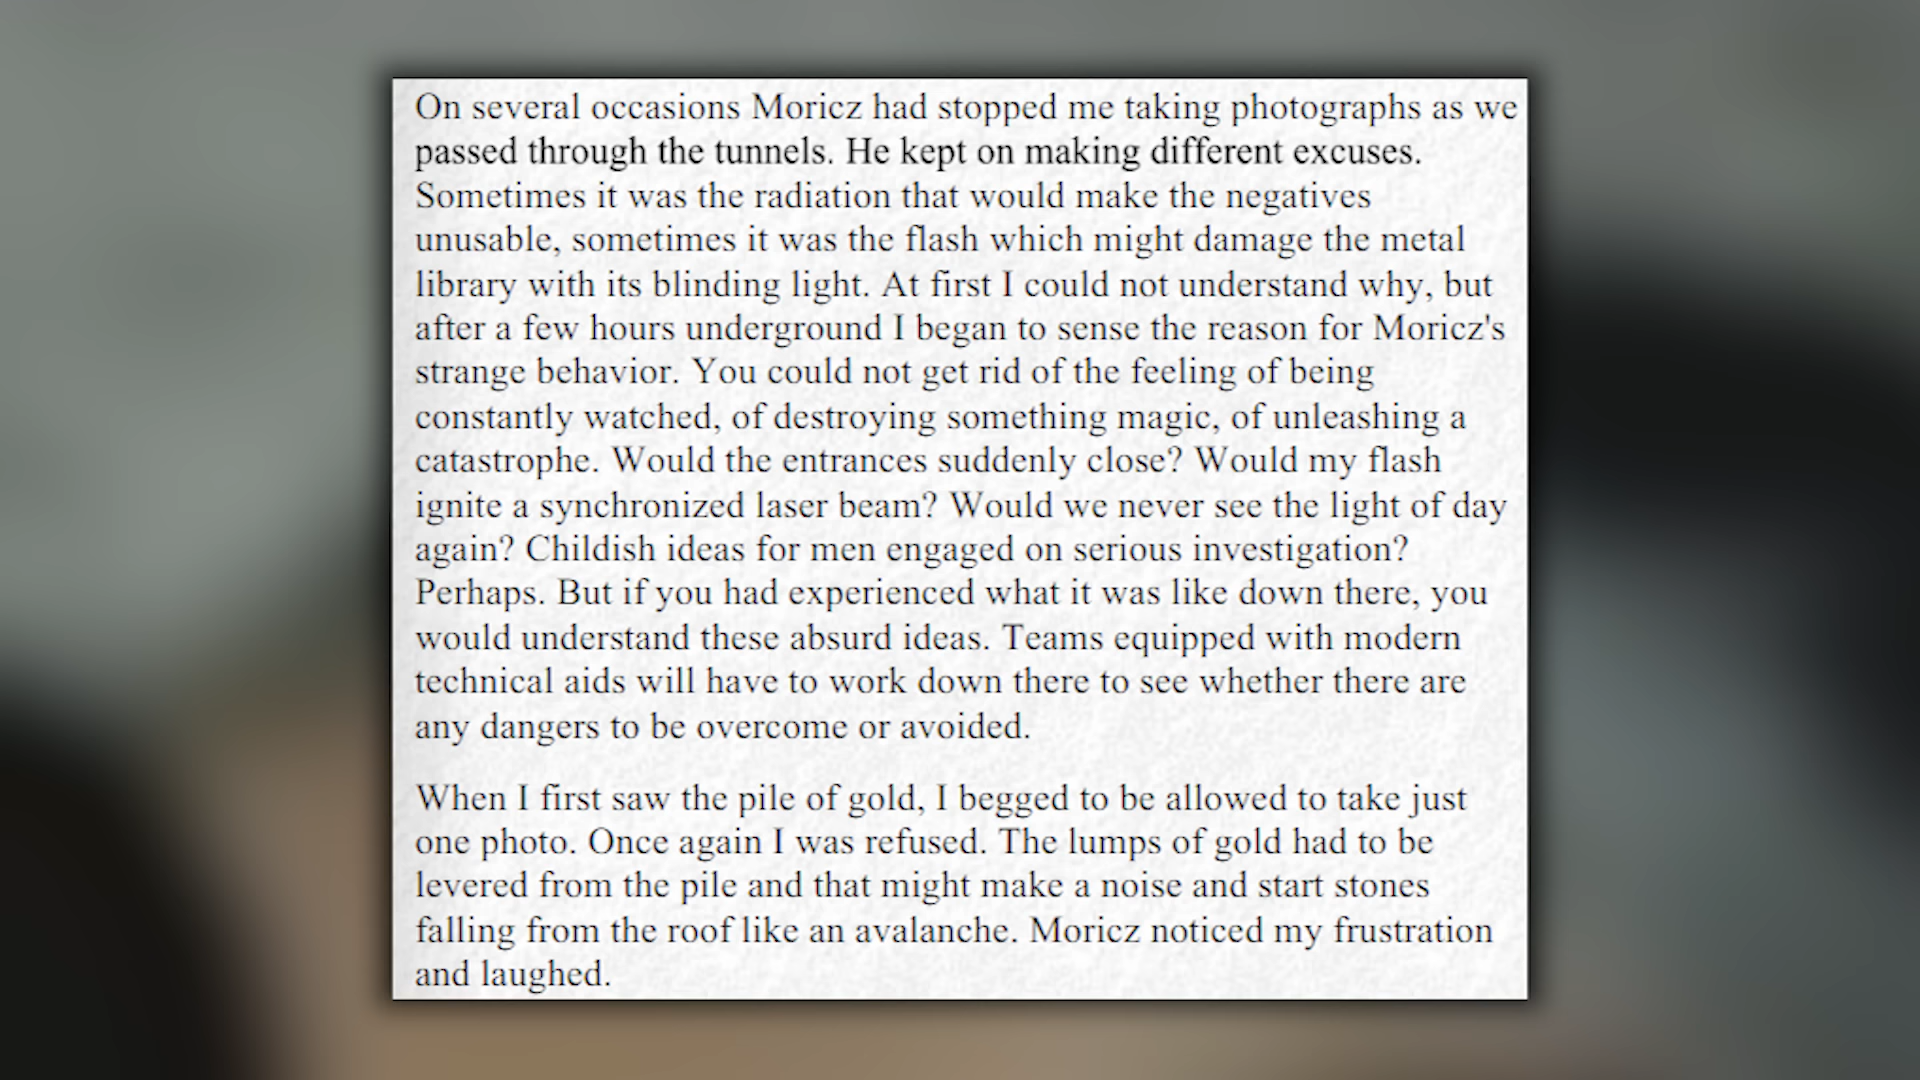 On several occasions Moricz had stopped me taking photographs as we
passed through the tunnels. He kept on making different excuses.
Sometimes it was the radiation that would make the negatives
unusable, sometimes it was the flash which might damage the metal
library with its blinding light. At first I could not understand why, but
after a few hours underground I began to sense the reason for Moricz's
strange behavior. You could not get rid of the feeling of being
constantly watched, of destroying something magic, of unleashing a
catastrophe. Would the entrances suddenly close? Would my flash
ignite a synchronized laser beam? Would we never see the light of day
again? Childish ideas for men engaged on serious investigation?
Perhaps. But if you had experienced what it was like down there, you
would understand these absurd ideas. Teams equipped with modern
technical aids will have to work down there to see whether there are
any dangers to be overcome or avoided.
When I first saw the pile of gold, I begged to be allowed to take just
one photo. Once again I was refused. The lumps of gold had to be
levered from the pile and that might make a noise and start stones
falling from the roof like an avalanche. Moricz noticed my frustration
and laughed.